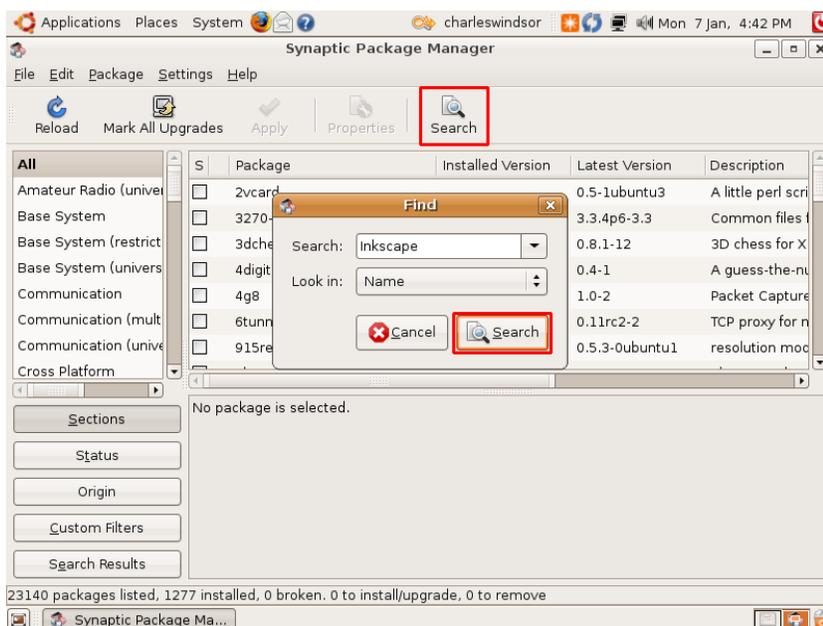 Applications Places System charleswindsor Mon 7 Jan, 4:42 PM
Synaptic Package Manager
File Edit Package Settings Help
Reload Mark All Upgrades Apply Properties Search
All S Package Installed Version Latest Version Description
Amateur Radio (univer 2vcard 0.5-1ubuntu3 A little perl scri
Base System 3270- 3.3.4p6-3.3 Common files f
Base System (restrict 3dche 0.8.1-12 3D chess for X
Base System (univers 4digit 0.4-1 A guess-the-nu
Communication 4g8 1.0-2 Packet Capture
Communication (mult 6tunn 0.11rc2-2 TCP proxy for n
Communication (unive 915re 0.5.3-0ubuntu1 resolution mod
Cross Platform
Find
Search: Inkscape
Look in: Name
Cancel Search
No package is selected.
Sections
Status
Origin
Custom Filters
Search Results
23140 packages listed, 1277 installed, 0 broken. 0 to install/upgrade, 0 to remove
Synaptic Package Ma...